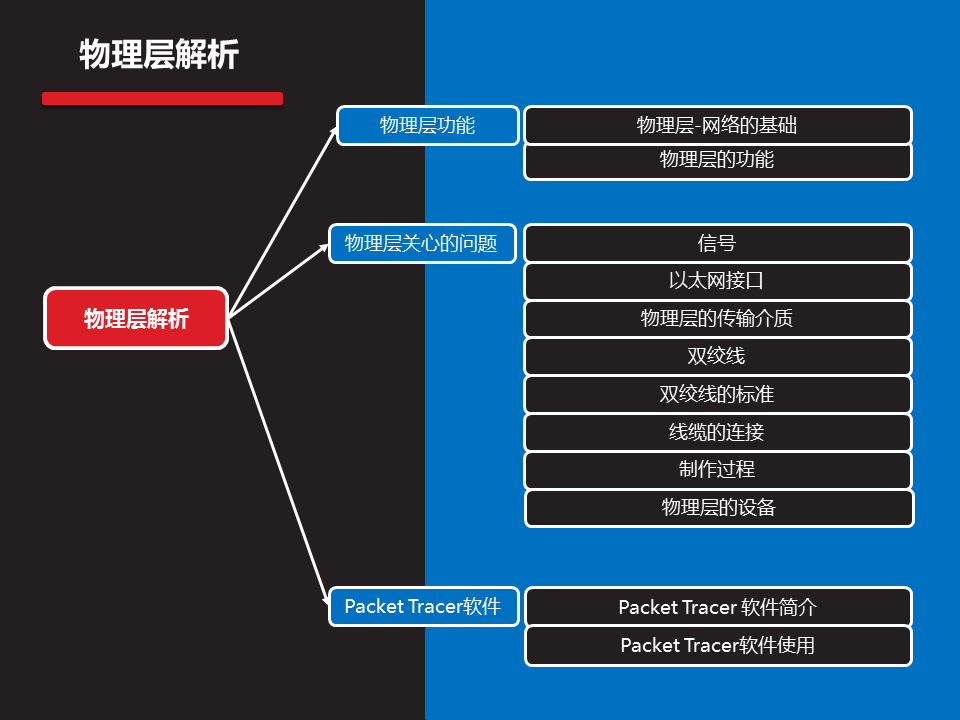 物理层解析
物理层功能
物理层-网络的基础
物理层的功能
物理层关心的问题
信号
以太网接口
物理层解析
物理层的传输介质
双绞线
双绞线的标准
线缆的连接
制作过程
物理层的设备
Packet Tracer软件
Packet Tracer 软件简介
Packet Tracer软件使用